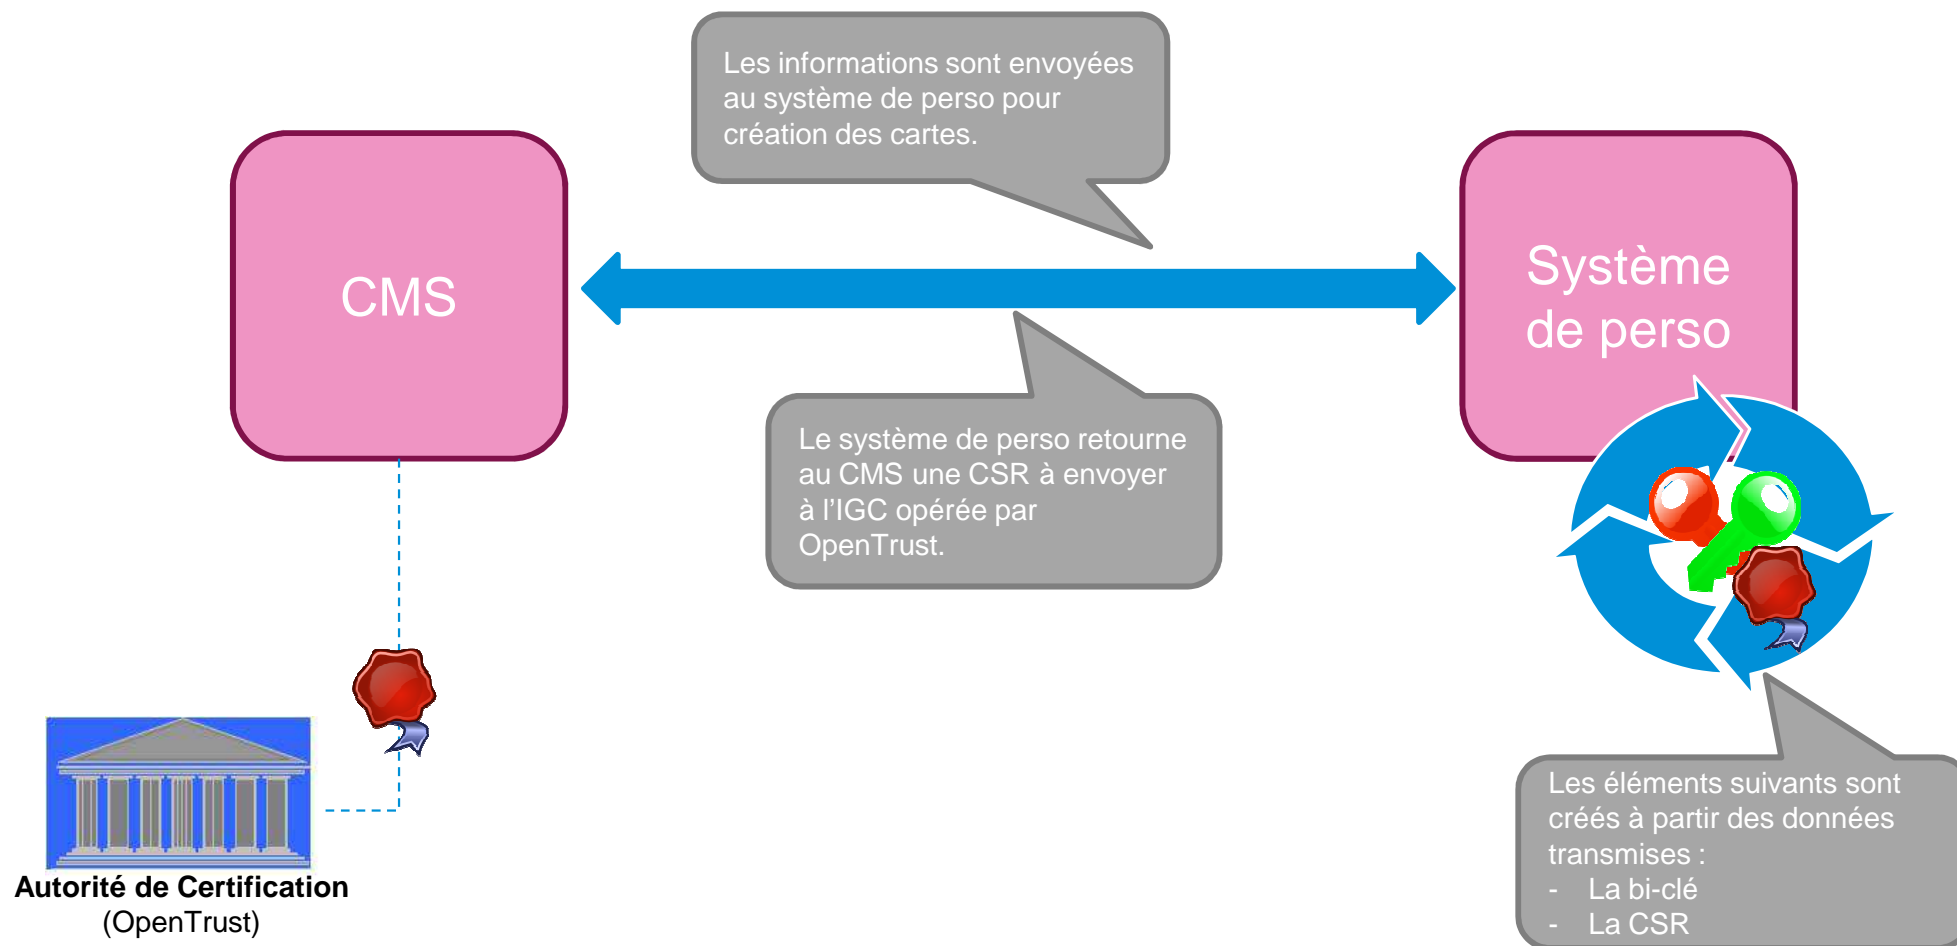 Les informations sont envoyées
au système de perso pour
création des cartes.
CMS
Système
de perso
Le système de perso retourne
au CMS une CSR à envoyer
à l'IGC opérée par
OpenTrust.
Les éléments suivants sont
créés à partir des données
transmises :
- La bi-clé
- La CSR
Autorité de Certification
(OpenTrust)